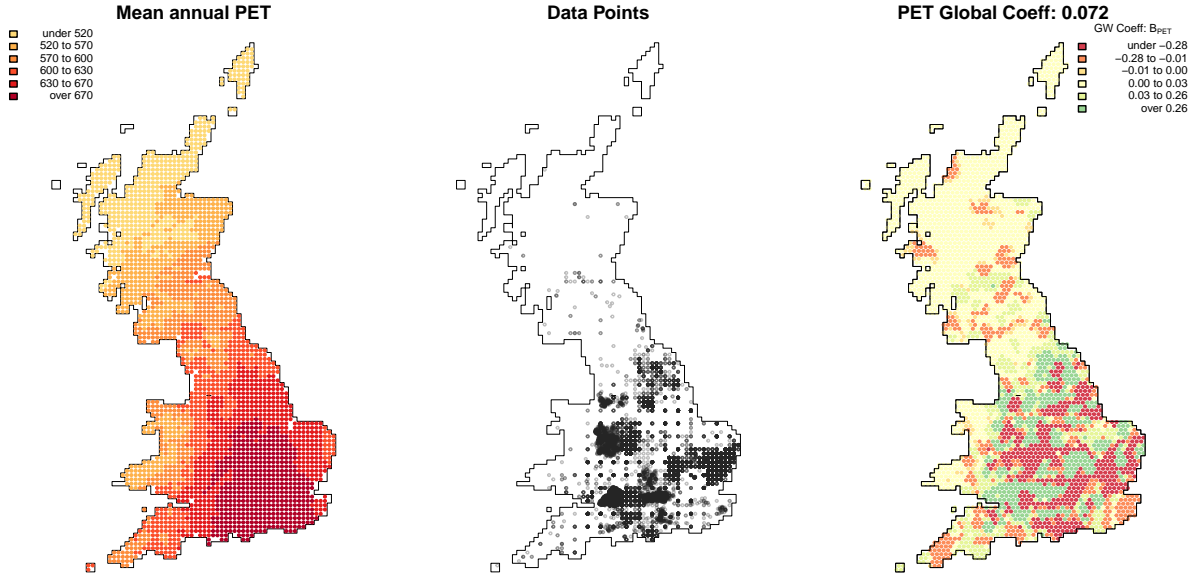 Mean annual PET
under 520
520 to 570
570 to 600
600 to 630
630 to 670
over 670
Data Points
PET Global Coeff: 0.072
GW Coeff: BPET
under −0.28
−0.28 to −0.01
−0.01 to 0.00
0.00 to 0.03
0.03 to 0.26
over 0.26